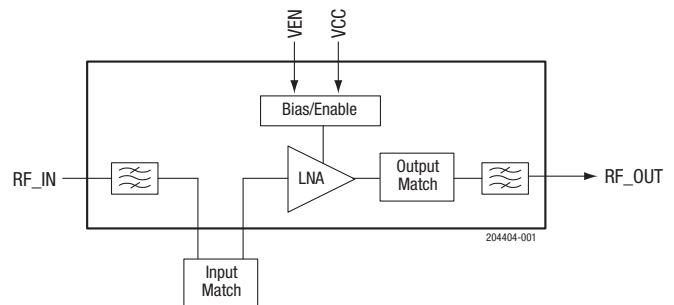 VEN
VCC
Bias/Enable
RF_IN
LNA
Output
Match
RF_OUT
204404-001
Input
Match